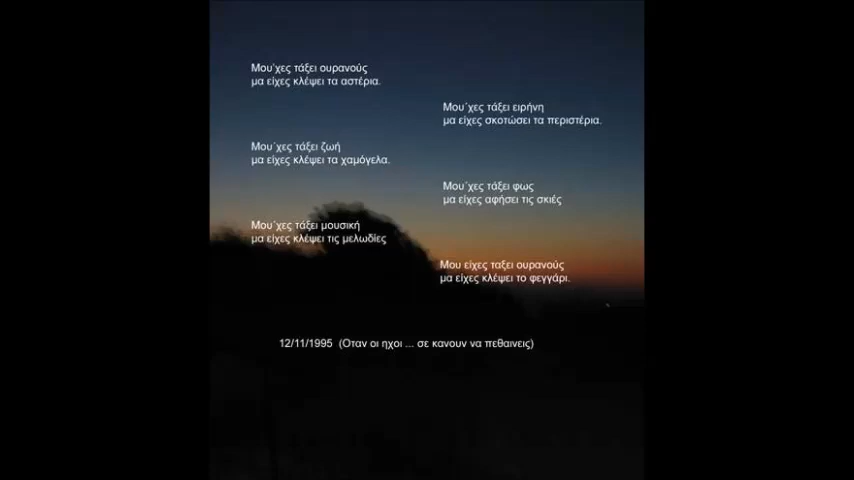 Μου'χες τάξει ουρανούς
μα είχες κλέψει τα αστέρια.
Μου΄χες τάξει ειρήνη
μα είχες σκοτώσει τα περιστέρια.
Μου΄χες τάξει ζωή
μα είχες κλέψει τα χαμόγελα.
Μου΄χες τάξει φως
μα είχες αφήσει τις σκιές
Μου΄χες τάξει μουσική
μα είχες κλέψει τις μελωδίες
Μου είχες ταξει ουρανούς
μα είχες κλέψει το φεγγάρι.
12/11/1995 (Οταν οι ηχοι ... σε κανουν να πεθαινεις)